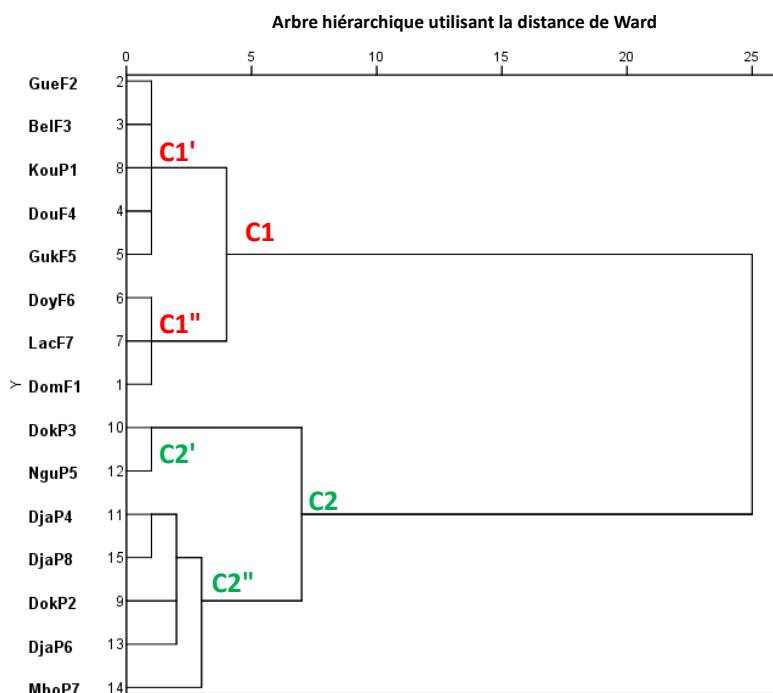 Arbre hiérarchique utilisant la distance de Ward
0 5 10 15 20 25
GueF2 2
BelF3 3
C1'
KouP1 8
DouF4 4
C1
GukF5 5
DoyF6 6
C1"
LacF7 7
Y DomF1 1
DokP3 10
C2'
NguP5 12
C2
DjaP4 11
DjaP8 15
C2"
DokP2 9
DjaP6 13
MboP7 14